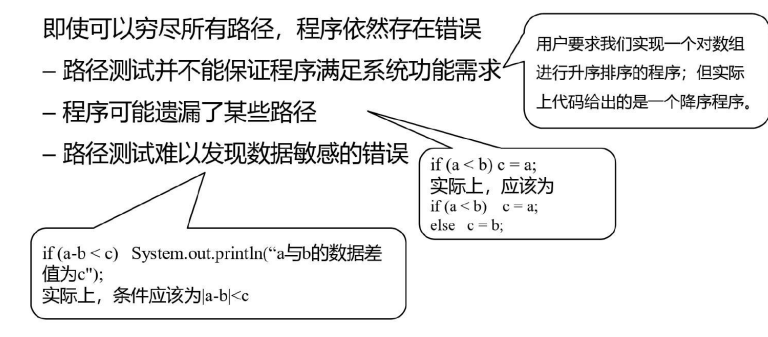 即使可以穷尽所有路径，程序依然存在错误
– 路径测试并不能保证程序满足系统功能需求
– 程序可能遗漏了某些路径
– 路径测试难以发现数据敏感的错误
用户要求我们实现一个对数组
进行升序排序的程序；但实际
上代码给出的是一个降序程序。
if (a < b) c = a;
实际上，应该为
if (a < b) c = a;
else c = b;
if (a-b < c) System.out.println(“a与b的数据差
值为c");
实际上，条件应该为|a-b|<c